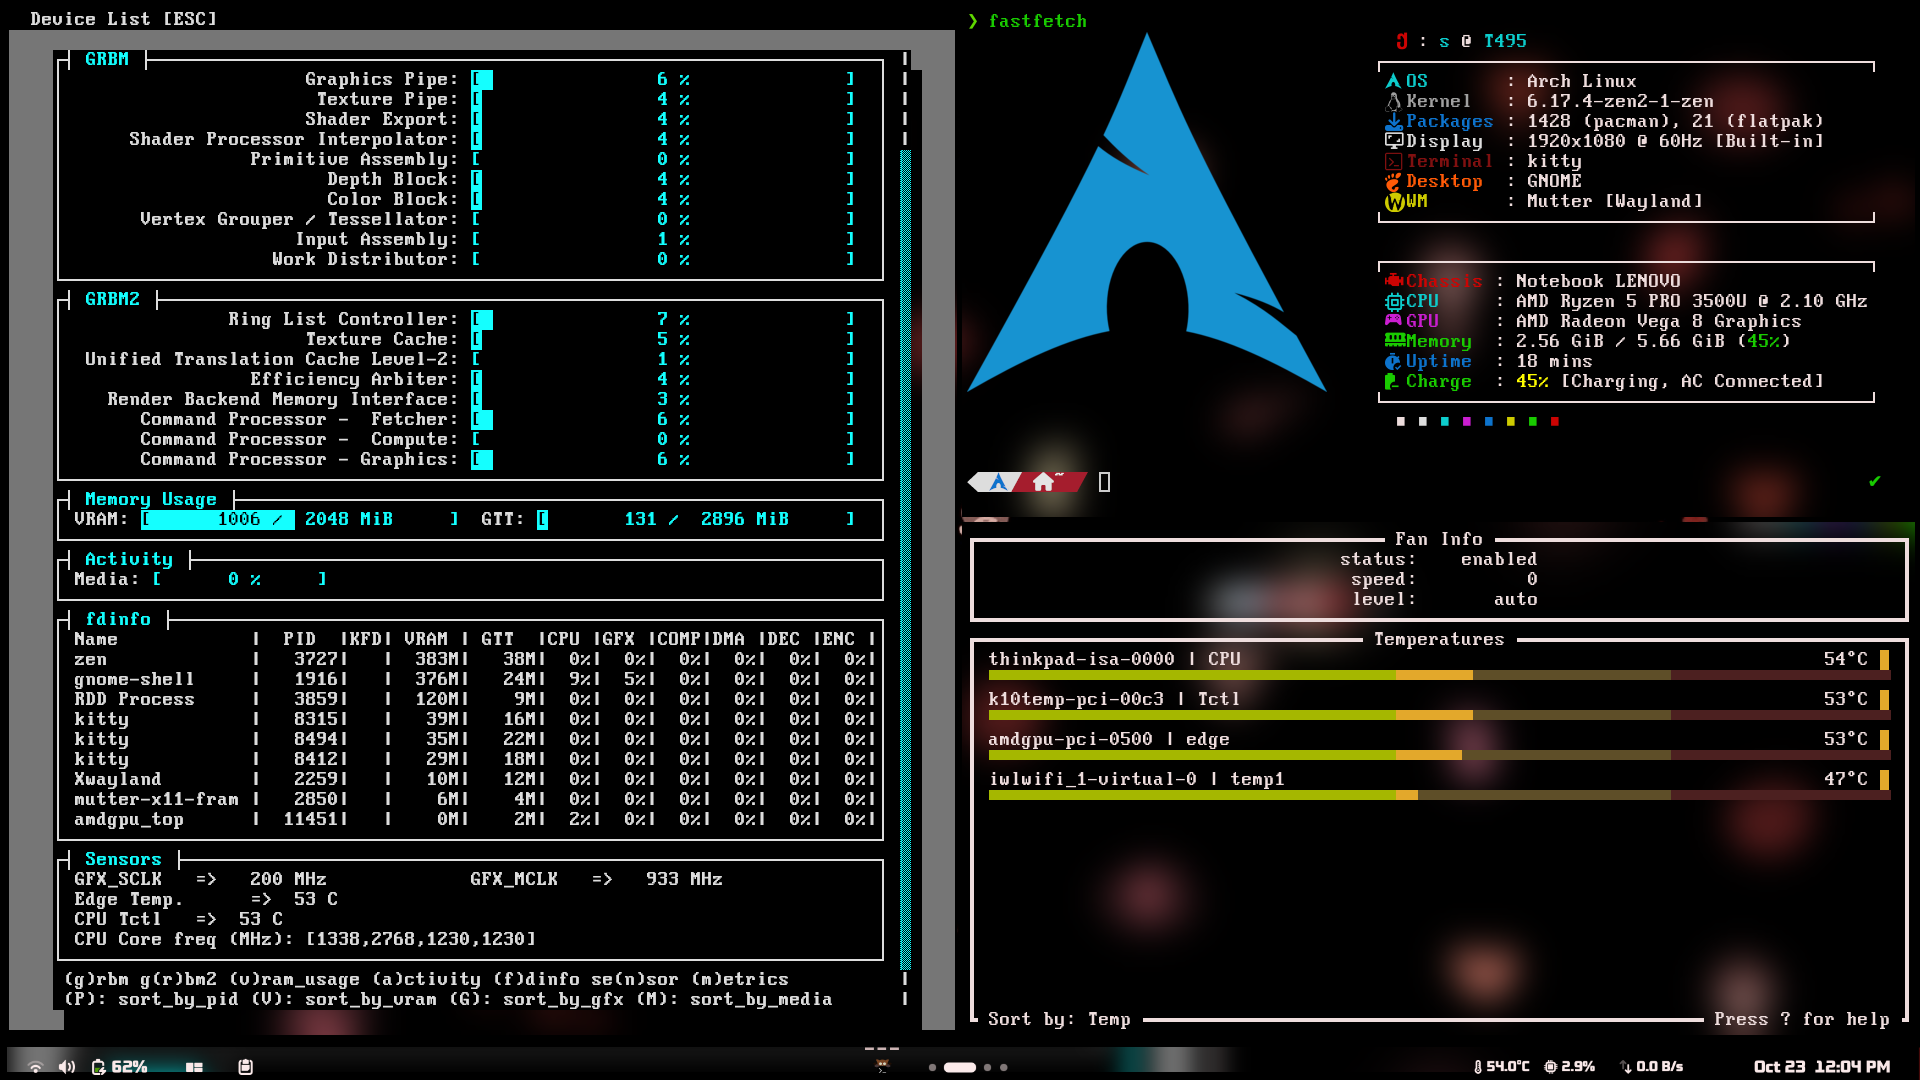 Device List [ESC]
GRBM
Graphics Pipe: [ 6 % ]
Texture Pipe: [ 4 % ]
Shader Export: [ 4 % ]
Shader Processor Interpolator: [ 4 % ]
Primitive Assembly: [ 0 % ]
Depth Block: [ 4 % ]
Color Block: [ 4 % ]
Vertex Grouper / Tessellator: [ 0 % ]
Input Assembly: [ 1 % ]
Work Distributor: [ 0 % ]
GRBM2
Ring List Controller: [ 7 % ]
Texture Cache: [ 5 % ]
Unified Translation Cache Level-2: [ 1 % ]
Efficiency Arbiter: [ 4 % ]
Render Backend Memory Interface: [ 3 % ]
Command Processor -  Fetcher: [ 6 % ]
Command Processor -  Compute: [ 0 % ]
Command Processor - Graphics: [ 6 % ]
Memory Usage
VRAM: [ 1006 /  2048 MiB ]  GTT: [ 131 /  2896 MiB ]
Activity
Media: [ 0 % ]
fdinfo
Name | PID |KFD| VRAM | GTT |CPU |GFX |COMP|DMA |DEC |ENC |
zen | 3727| | 383M| 38M| 0%| 0%| 0%| 0%| 0%| 0%|
gnome-shell | 1916| | 376M| 24M| 9%| 5%| 0%| 0%| 0%| 0%|
RDD Process | 3859| | 120M| 9M| 0%| 0%| 0%| 0%| 0%| 0%|
kitty | 8315| | 39M| 16M| 0%| 0%| 0%| 0%| 0%| 0%|
kitty | 8494| | 35M| 22M| 0%| 0%| 0%| 0%| 0%| 0%|
kitty | 8412| | 29M| 18M| 0%| 0%| 0%| 0%| 0%| 0%|
Xwayland | 2259| | 10M| 12M| 0%| 0%| 0%| 0%| 0%| 0%|
mutter-x11-fram | 2850| | 6M| 4M| 0%| 0%| 0%| 0%| 0%| 0%|
amdgpu_top | 11451| | 0M| 2M| 2%| 0%| 0%| 0%| 0%| 0%|
Sensors
GFX_SCLK => 200 MHz GFX_MCLK => 933 MHz
Edge Temp. => 53 C
CPU Tctl => 53 C
CPU Core freq (MHz): [1338,2768,1230,1230]
(g)rbm g(r)bm2 (v)ram_usage (a)ctivity (f)dinfo se(n)sor (m)etrics
(P): sort_by_pid (V): sort_by_vram (G): sort_by_gfx (M): sort_by_media
❯ fastfetch
: s @ T495
OS : Arch Linux
Kernel : 6.17.4-zen2-1-zen
Packages : 1428 (pacman), 21 (flatpak)
Display : 1920x1080 @ 60Hz [Built-in]
Terminal : kitty
Desktop : GNOME
WM : Mutter [Wayland]
Chassis : Notebook LENOVO
CPU : AMD Ryzen 5 PRO 3500U @ 2.10 GHz
GPU : AMD Radeon Vega 8 Graphics
Memory : 2.56 GiB / 5.66 GiB (45%)
Uptime : 18 mins
Charge : 45% [Charging, AC Connected]
~ ✔
Fan Info
status: enabled
speed: 0
level: auto
Temperatures
thinkpad-isa-0000 | CPU 54°C
k10temp-pci-00c3 | Tctl 53°C
amdgpu-pci-0500 | edge 53°C
iwlwifi_1-virtual-0 | temp1 47°C
Sort by: Temp Press ? for help
62% 54.0°C 2.9% 0.0 B/s Oct 23 12:04 PM